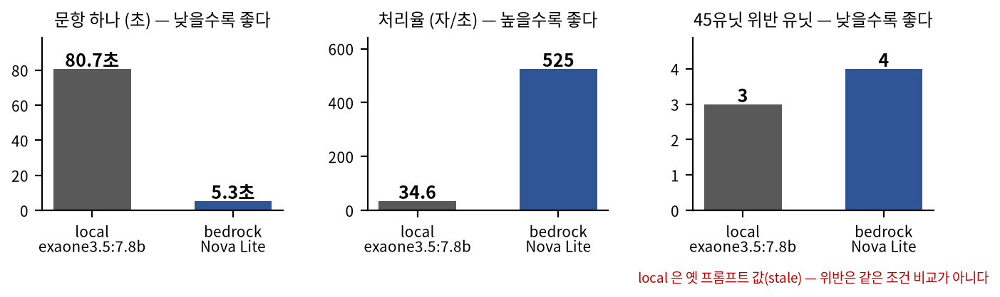 문항 하나 (초) — 낮을수록 좋다
80.7초
5.3초
80
60
40
20
0
local
exaone3.5:7.8b
bedrock
Nova Lite
처리율 (자/초) — 높을수록 좋다
525
34.6
600
400
200
0
local
exaone3.5:7.8b
bedrock
Nova Lite
45유닛 위반 유닛 — 낮을수록 좋다
4
3
4
3
2
1
0
local
exaone3.5:7.8b
bedrock
Nova Lite
local 은 옛 프롬프트 값(stale) — 위반은 같은 조건 비교가 아니다